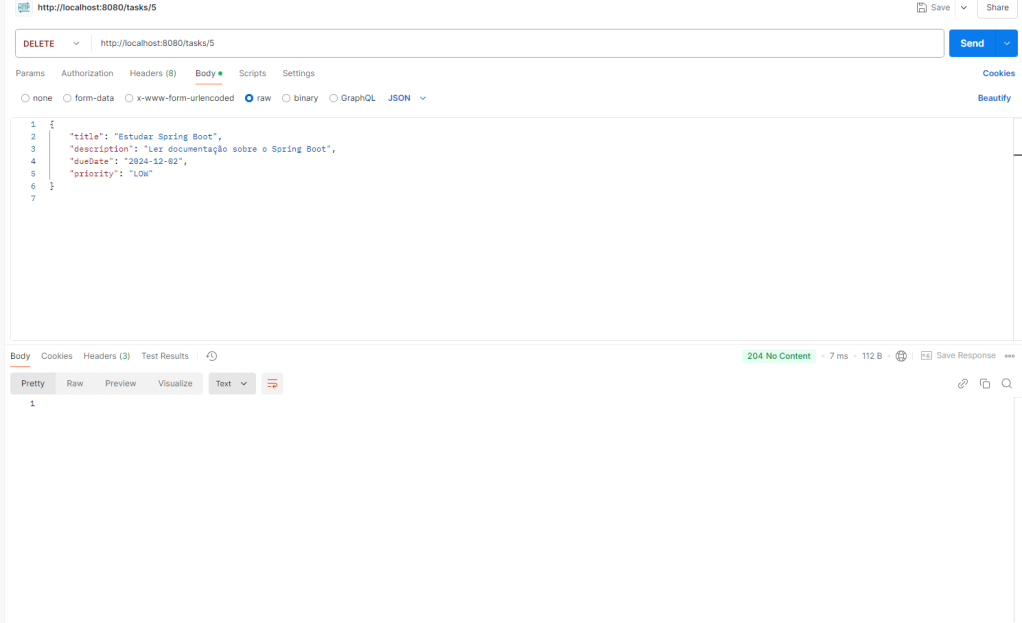 http://localhost:8080/tasks/5 Save Share
DELETE http://localhost:8080/tasks/5 Send
Params Authorization Headers (8) Body Scripts Settings Cookies
none form-data x-www-form-urlencoded raw binary GraphQL JSON Beautify
1 {
2 "title": "Estudar Spring Boot",
3 "description": "Ler documentação sobre o Spring Boot",
4 "dueDate": "2024-12-02",
5 "priority": "LOW"
6 }
7
Body Cookies Headers (3) Test Results 204 No Content 7 ms 112 B Save Response
Pretty Raw Preview Visualize Text
1